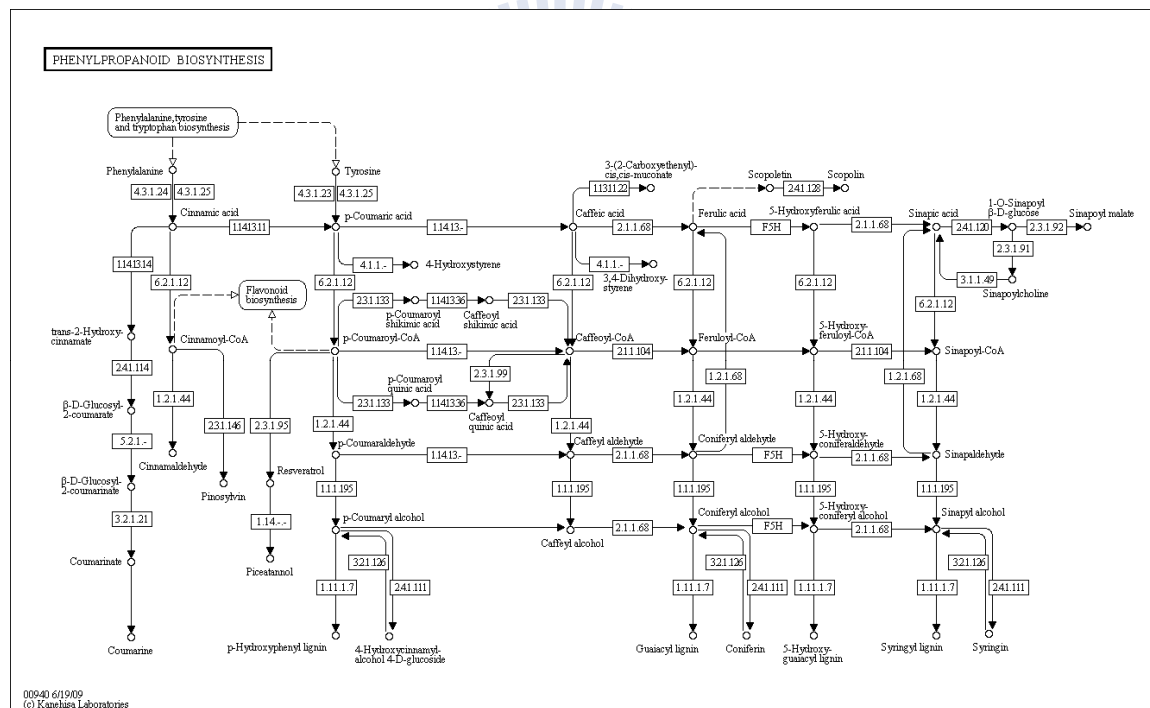 PHENYLPROPANOID BIOSYNTHESIS
Phenylalanine,tyrosine
and tryptophan biosynthesis
Phenylalanine
Tyrosine
3-(2-Carboxyethenyl)-
cis,cis-muconate
Scopoletin
Scopolin
4.3.1.24
4.3.1.25
4.3.1.23
4.3.1.25
1.13.11.22
2.4.1.128
Cinnamic acid
p-Coumaric acid
Caffeic acid
Ferulic acid
5-Hydroxyferulic acid
Sinapic acid
1-O-Sinapoyl
β-D-glucose
Sinapoyl malate
1.14.13.11
1.14.13.-
2.1.1.68
F5H
2.1.1.68
2.4.1.120
2.3.1.92
2.3.1.91
1.14.13.14
4.1.1.-
4-Hydroxystyrene
4.1.1.-
3,4-Dihydroxy-
styrene
3.1.1.49
Sinapoylcholine
6.2.1.12
6.2.1.12
6.2.1.12
6.2.1.12
6.2.1.12
6.2.1.12
Flavonoid
biosynthesis
2.3.1.133
1.14.13.36
2.3.1.133
p-Coumaroyl
shikimic acid
Caffeoyl
shikimic acid
trans-2-Hydroxy-
cinnamate
Cinnamoyl-CoA
p-Coumaroyl-CoA
Caffeoyl-CoA
Feruloyl-CoA
5-Hydroxy-
feruloyl-CoA
Sinapoyl-CoA
1.14.13.-
2.1.1.104
2.1.1.104
2.4.1.114
2.3.1.99
1.2.1.68
1.2.1.68
p-Coumaroyl
quinic acid
β-D-Glucosyl-
2-coumarate
1.2.1.44
2.3.1.133
1.14.13.36
2.3.1.133
1.2.1.44
1.2.1.44
1.2.1.44
Caffeoyl
quinic acid
2.3.1.146
2.3.1.95
1.2.1.44
1.2.1.44
5.2.1.-
p-Coumaraldehyde
Caffeyl aldehyde
Coniferyl aldehyde
5-Hydroxy-
coniferaldehyde
Sinapaldehyde
1.14.13.-
2.1.1.68
F5H
2.1.1.68
Cinnamaldehyde
Resveratrol
Pinosylvin
β-D-Glucosyl-
2-coumarinate
1.1.1.195
1.1.1.195
1.1.1.195
1.1.1.195
1.1.1.195
3.2.1.21
1.14.-.-
p-Coumaryl alcohol
Caffeyl alcohol
Coniferyl alcohol
5-Hydroxy-
coniferyl alcohol
Sinapyl alcohol
2.1.1.68
F5H
2.1.1.68
Coumarinate
Piceatannol
3.2.1.126
3.2.1.126
3.2.1.126
1.11.1.7
2.4.1.111
1.11.1.7
2.4.1.111
1.11.1.7
1.11.1.7
2.4.1.111
Coumarine
p-Hydroxyphenyl lignin
4-Hydroxycinnamyl-
alcohol 4-D-glucoside
Guaiacyl lignin
Coniferin
5-Hydroxy-
guaiacyl lignin
Syringyl lignin
Syringin
00940 6/19/09
(c) Kanehisa Laboratories